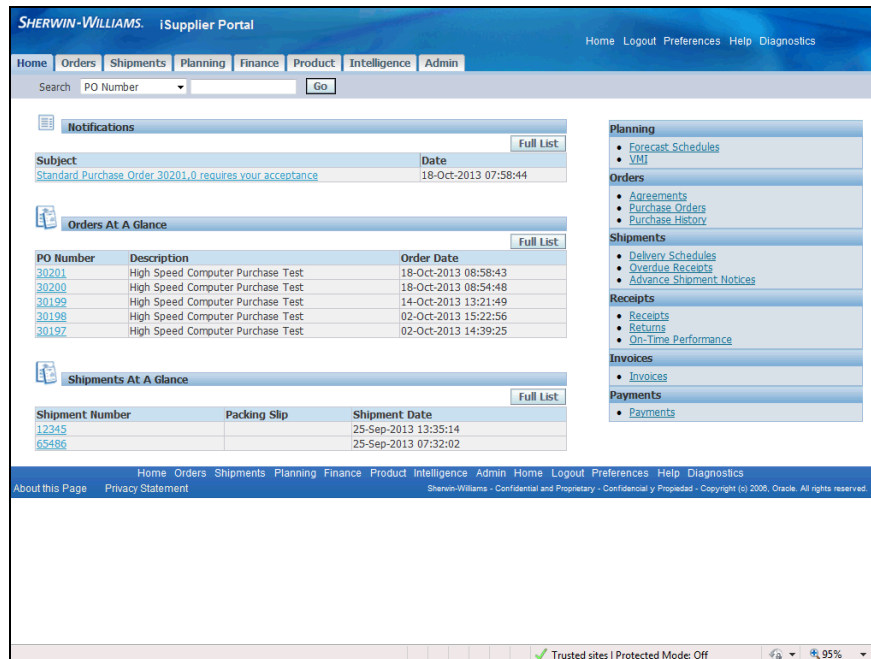 SHERWIN-WILLIAMS. iSupplier Portal
Home Logout Preferences Help Diagnostics
Home Orders Shipments Planning Finance Product Intelligence Admin
Search PO Number Go
Notifications
Full List
Subject Date
Standard Purchase Order 30201,0 requires your acceptance 18-Oct-2013 07:58:44
Orders At A Glance
Full List
PO Number Description Order Date
30201 High Speed Computer Purchase Test 18-Oct-2013 08:58:43
30200 High Speed Computer Purchase Test 18-Oct-2013 08:54:48
30199 High Speed Computer Purchase Test 14-Oct-2013 13:21:49
30198 High Speed Computer Purchase Test 02-Oct-2013 15:22:56
30197 High Speed Computer Purchase Test 02-Oct-2013 14:39:25
Shipments At A Glance
Full List
Shipment Number Packing Slip Shipment Date
12345 25-Sep-2013 13:35:14
65486 25-Sep-2013 07:32:02
Planning
Forecast Schedules
VMI
Orders
Agreements
Purchase Orders
Purchase History
Shipments
Delivery Schedules
Overdue Receipts
Advance Shipment Notices
Receipts
Receipts
Returns
On-Time Performance
Invoices
Invoices
Payments
Payments
Home Orders Shipments Planning Finance Product Intelligence Admin Home Logout Preferences Help Diagnostics
About this Page Privacy Statement Sherwin-Williams - Confidential and Proprietary - Confidencial y Propiedad - Copyright (c) 2006, Oracle. All rights reserved.
Trusted sites | Protected Mode: Off 95%